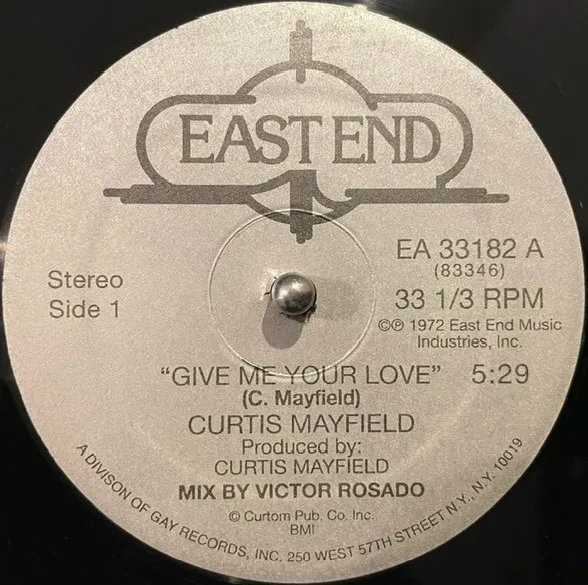 EAST END
EA 33182 A
(83346)
Stereo
Side 1
33 1/3 RPM
©℗ 1972 East End Music
Industries, Inc.
"GIVE ME YOUR LOVE" 5:29
(C. Mayfield)
CURTIS MAYFIELD
Produced by:
CURTIS MAYFIELD
MIX BY VICTOR ROSADO
© Curtom Pub. Co. Inc.
BMI
A DIVISION OF GAY RECORDS, INC. 250 WEST 57TH STREET N.Y., N.Y. 10019